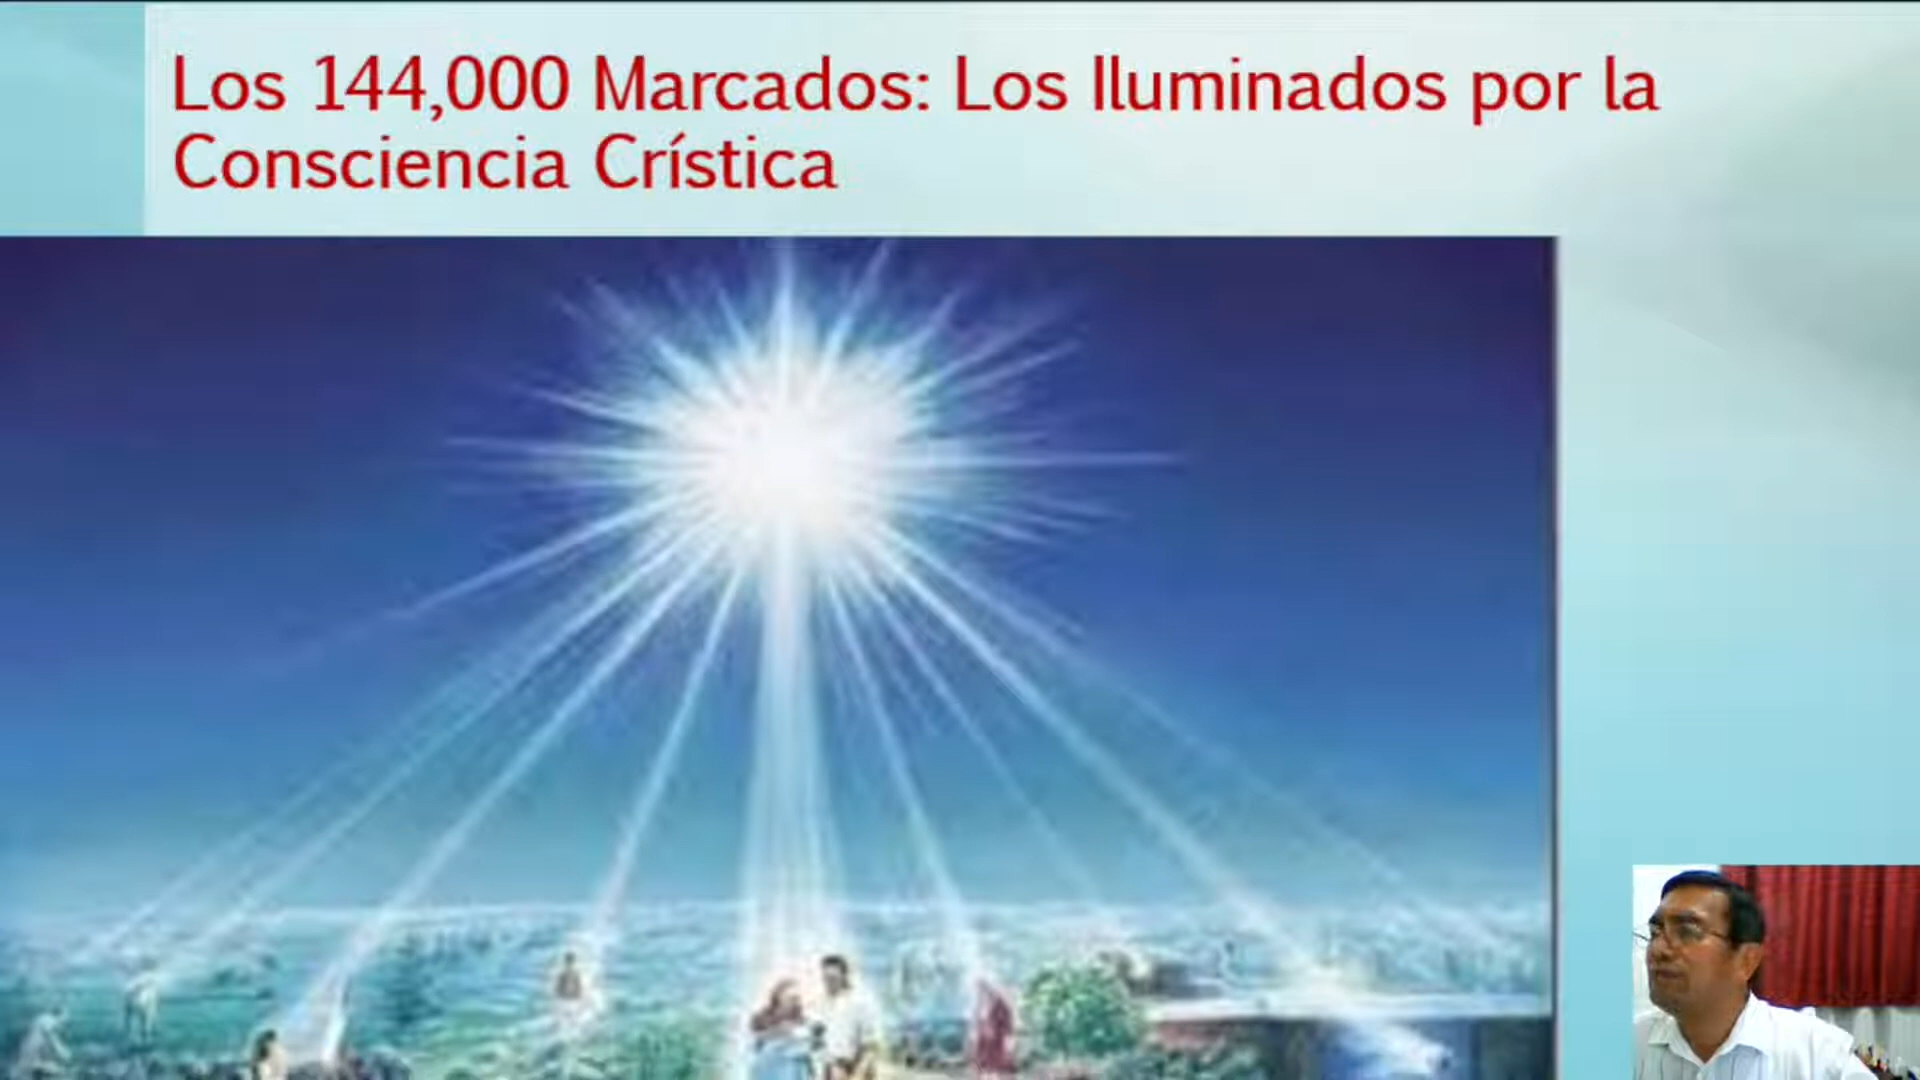 Los 144,000 Marcados: Los Iluminados por la
Consciencia Crística